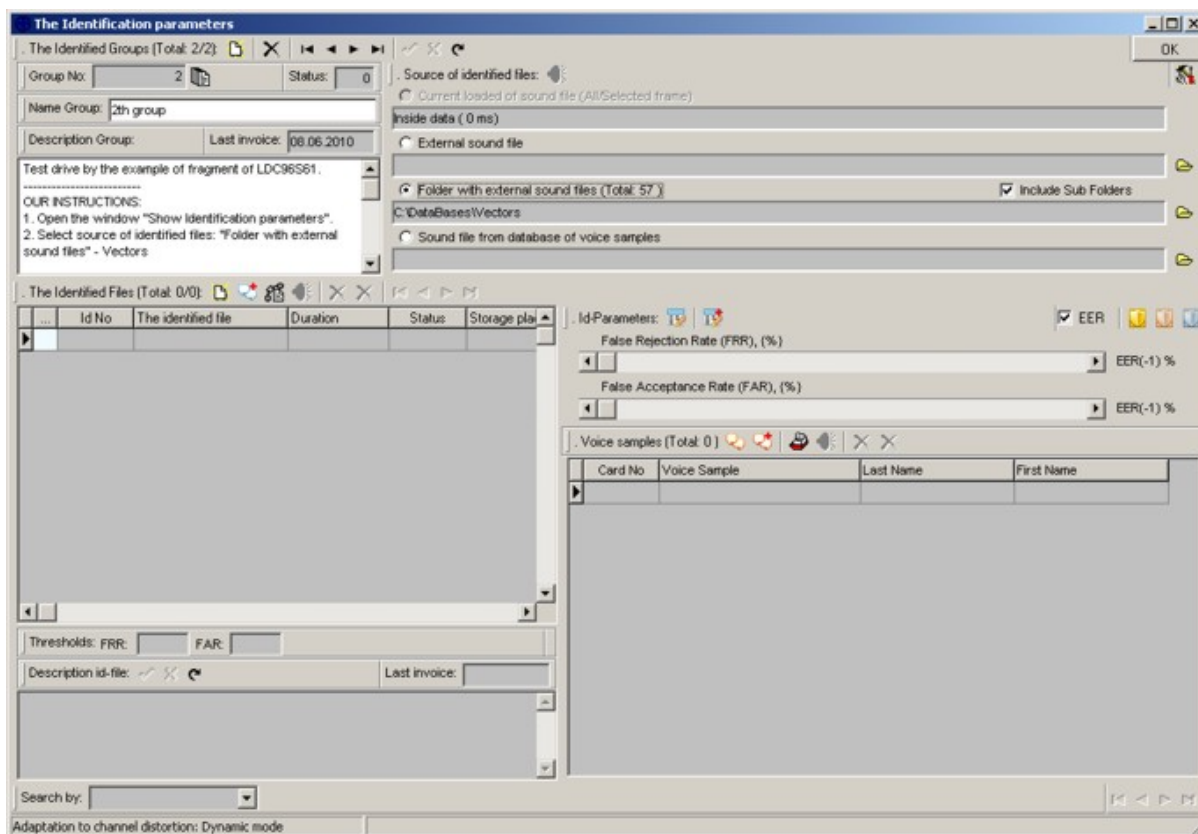 The Identification parameters
. The Identified Groups (Total: 2/2):
OK
Group No: 2
Status: 0
Name Group: 2th group
Description Group:
Last invoice: 08.06.2010
Test drive by the example of fragment of LDC96S61.
----------------------------
OUR INSTRUCTIONS:
1. Open the window "Show Identification parameters".
2. Select source of identified files: "Folder with external
sound files" - Vectors
. Source of identified files:
Current loaded of sound file (All/Selected frame)
Inside data ( 0 ms)
External sound file
Folder with external sound files (Total: 57 )
Include Sub Folders
C:\DataBases\Vectors
Sound file from database of voice samples
. The Identified Files (Total: 0/0):
... Id No The identified file Duration Status Storage pla
. Id-Parameters:
EER
False Rejection Rate (FRR), (%)
EER(-1) %
False Acceptance Rate (FAR), (%)
EER(-1) %
. Voice samples (Total: 0 )
Card No Voice Sample Last Name First Name
Thresholds: FRR: FAR:
Description id-file:
Last invoice:
Search by:
Adaptation to channel distortion: Dynamic mode